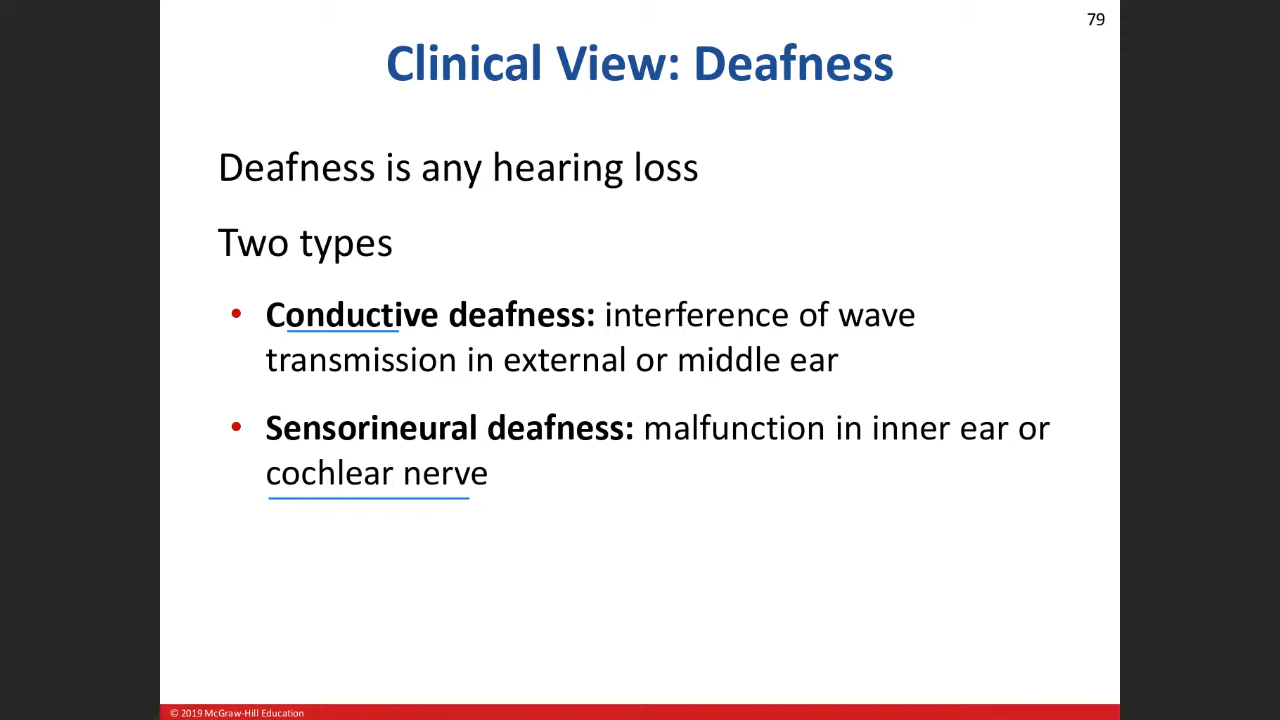 79
Clinical View: Deafness
Deafness is any hearing loss
Two types
• Conductive deafness: interference of wave
transmission in external or middle ear
• Sensorineural deafness: malfunction in inner ear or
cochlear nerve
© 2019 McGraw-Hill Education